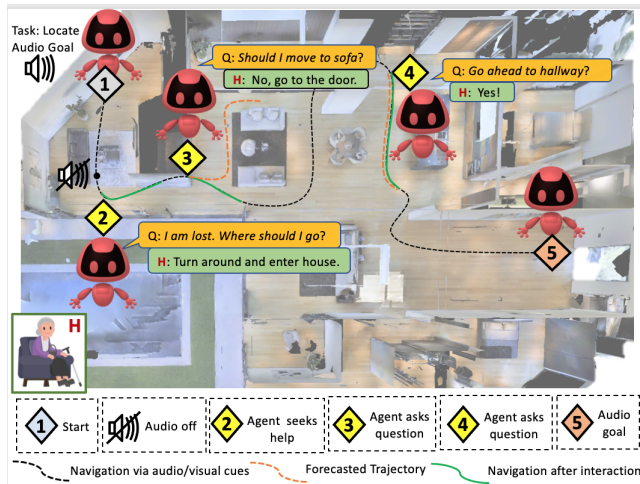 Task: Locate
Audio Goal
1
Q: Should I move to sofa?
H: No, go to the door.
4
Q: Go ahead to hallway?
H: Yes!
3
2
Q: I am lost. Where should I go?
H: Turn around and enter house.
5
H
1
Start
Audio off
2
Agent seeks
help
3
Agent asks
question
4
Agent asks
question
5
Audio
goal
Navigation via audio/visual cues
Forecasted Trajectory
Navigation after interaction